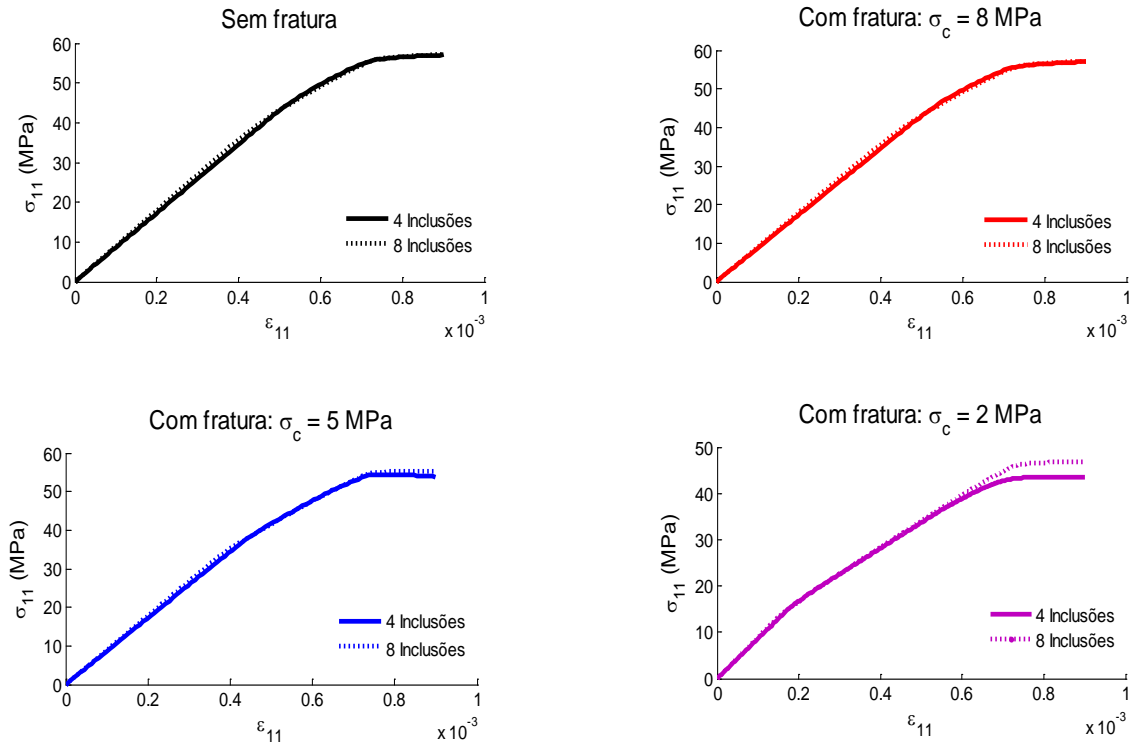 Sem fratura
60
50
40
30
20
10
0
σ11 (MPa)
4 Inclusões
8 Inclusões
0 0.2 0.4 0.6 0.8 1
ε11
x 10-3
Com fratura: σc = 8 MPa
60
50
40
30
20
10
0
σ11 (MPa)
4 Inclusões
8 Inclusões
0 0.2 0.4 0.6 0.8 1
ε11
x 10-3
Com fratura: σc = 5 MPa
60
50
40
30
20
10
0
σ11 (MPa)
4 Inclusões
8 Inclusões
0 0.2 0.4 0.6 0.8 1
ε11
x 10-3
Com fratura: σc = 2 MPa
50
40
30
20
10
0
σ11 (MPa)
4 Inclusões
8 Inclusões
0 0.2 0.4 0.6 0.8 1
ε11
x 10-3